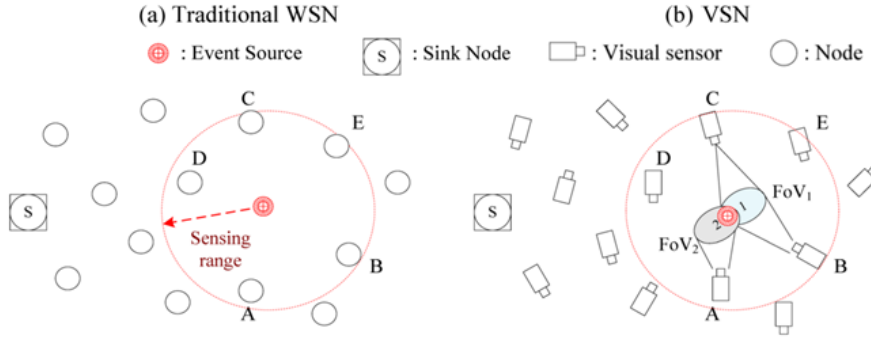 (a) Traditional WSN
(b) VSN
: Event Source
S
: Sink Node
: Visual sensor
: Node
C
E
D
S
Sensing
range
B
A
C
E
D
FoV1
1
S
2
FoV2
B
A